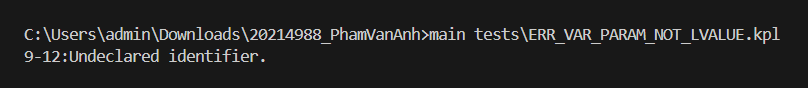 C:\Users\admin\Downloads\20214988_PhamVanAnh>main tests\ERR_VAR_PARAM_NOT_LVALUE.kpl
9-12:Undeclared identifier.